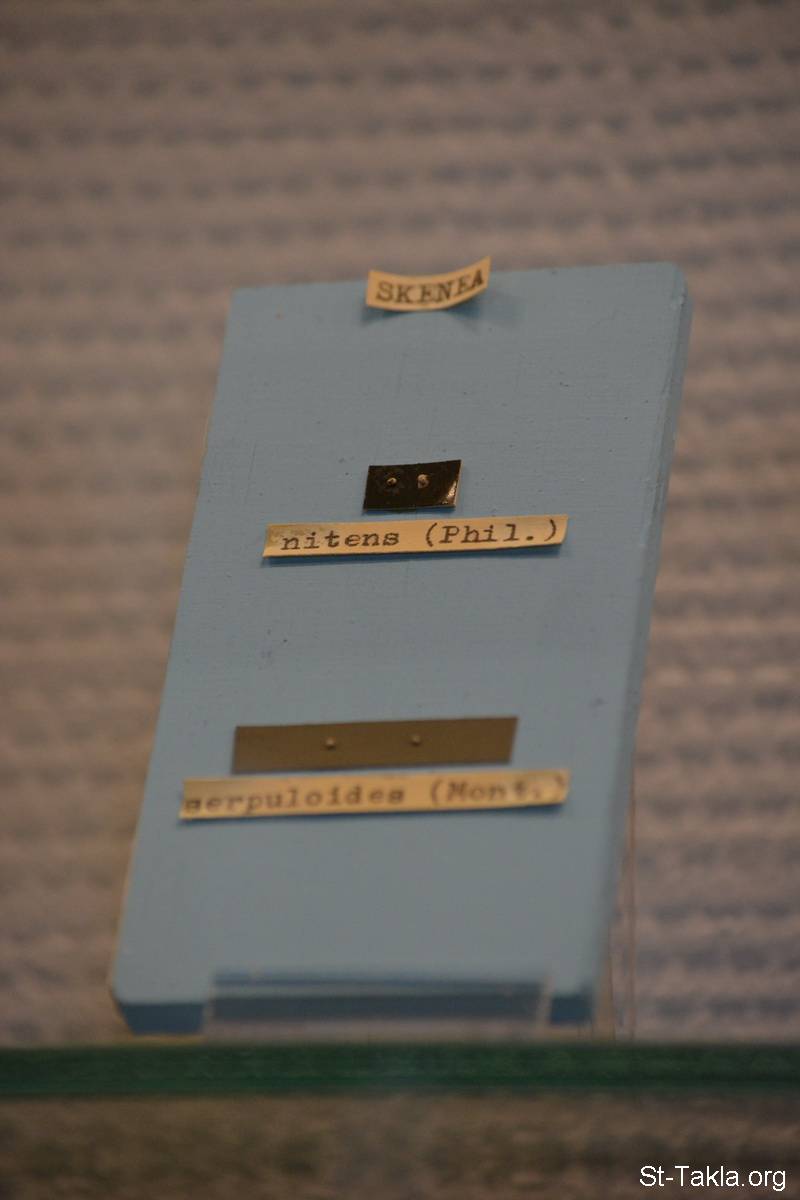 SKENEA
nitens (Phil.)
serpuloides (Mont.)
St-Takla.org